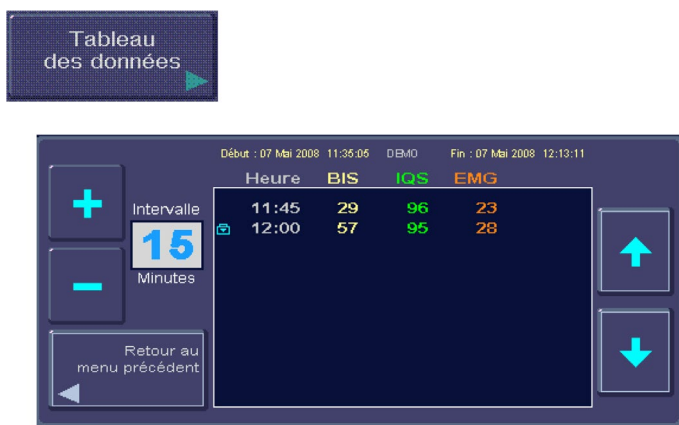 Tableau
des données
Début : 07 Mai 2008 11:35:05 DEMO Fin : 07 Mai 2008 12:13:11
Heure BIS IQS EMG
11:45 29 96 23
12:00 57 95 28
+
Intervalle
15
Minutes
−
Retour au
menu précédent